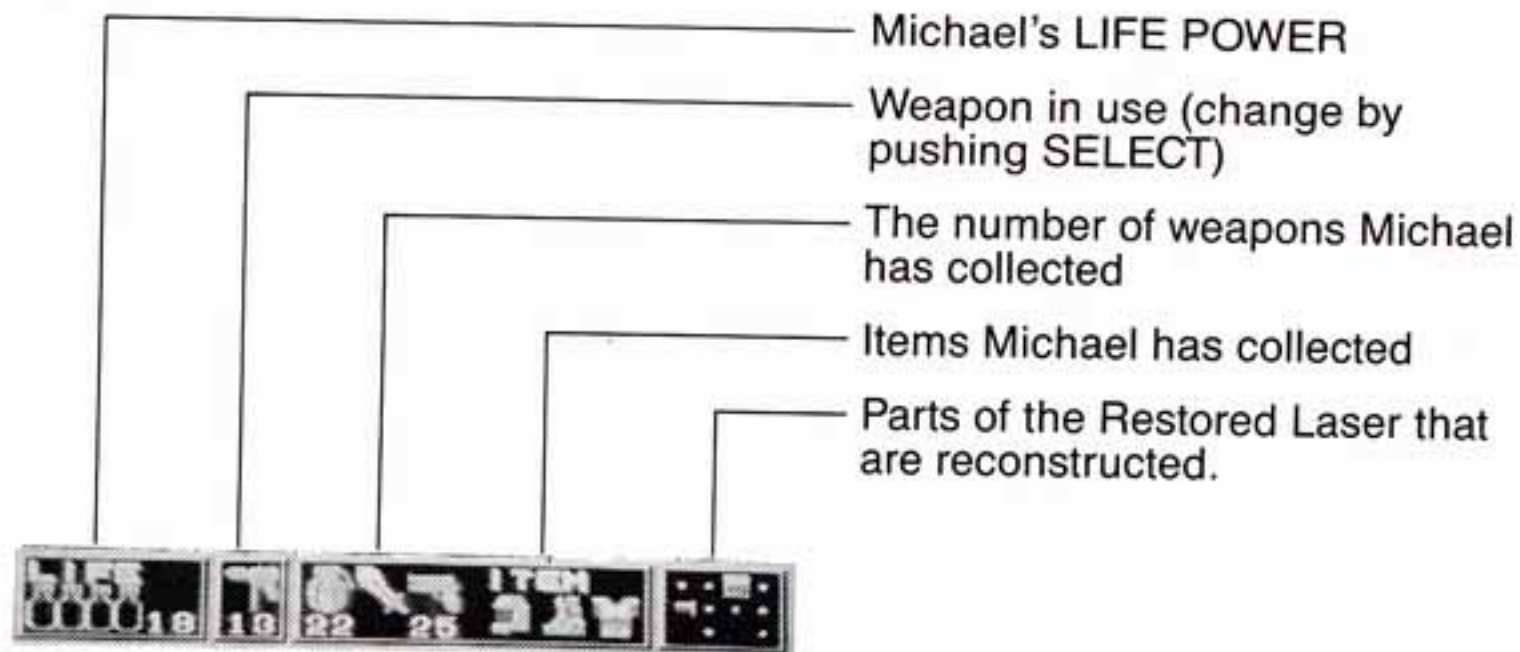 Michael's LIFE POWER
Weapon in use (change by
pushing SELECT)
The number of weapons Michael
has collected
Items Michael has collected
Parts of the Restored Laser that
are reconstructed.
LIFE
18
13
22 25
ITEM